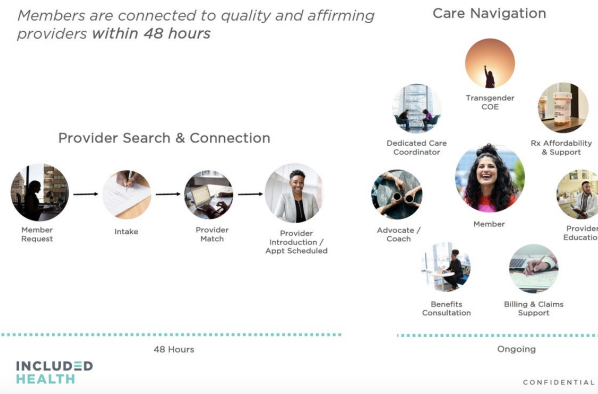 Members are connected to quality and affirming
providers within 48 hours
Care Navigation
Transgender
COE
Dedicated Care
Coordinator
Rx Affordability
& Support
Provider Search & Connection
Member
Request
Intake
Provider
Match
Provider
Introduction /
Appt Scheduled
Advocate /
Coach
Member
Provider
Educatio
Benefits
Consultation
Billing & Claims
Support
48 Hours
Ongoing
INCLUDED
HEALTH
CONFIDENTIAL